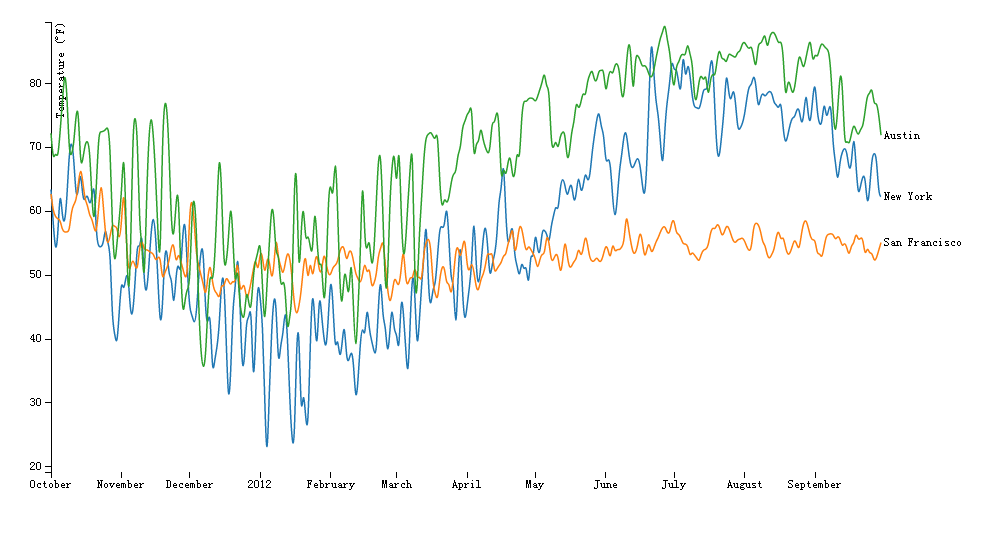 Temperature (°F)
80
70
60
50
40
30
20
Austin
New York
San Francisco
October November December 2012 February March April May June July August September